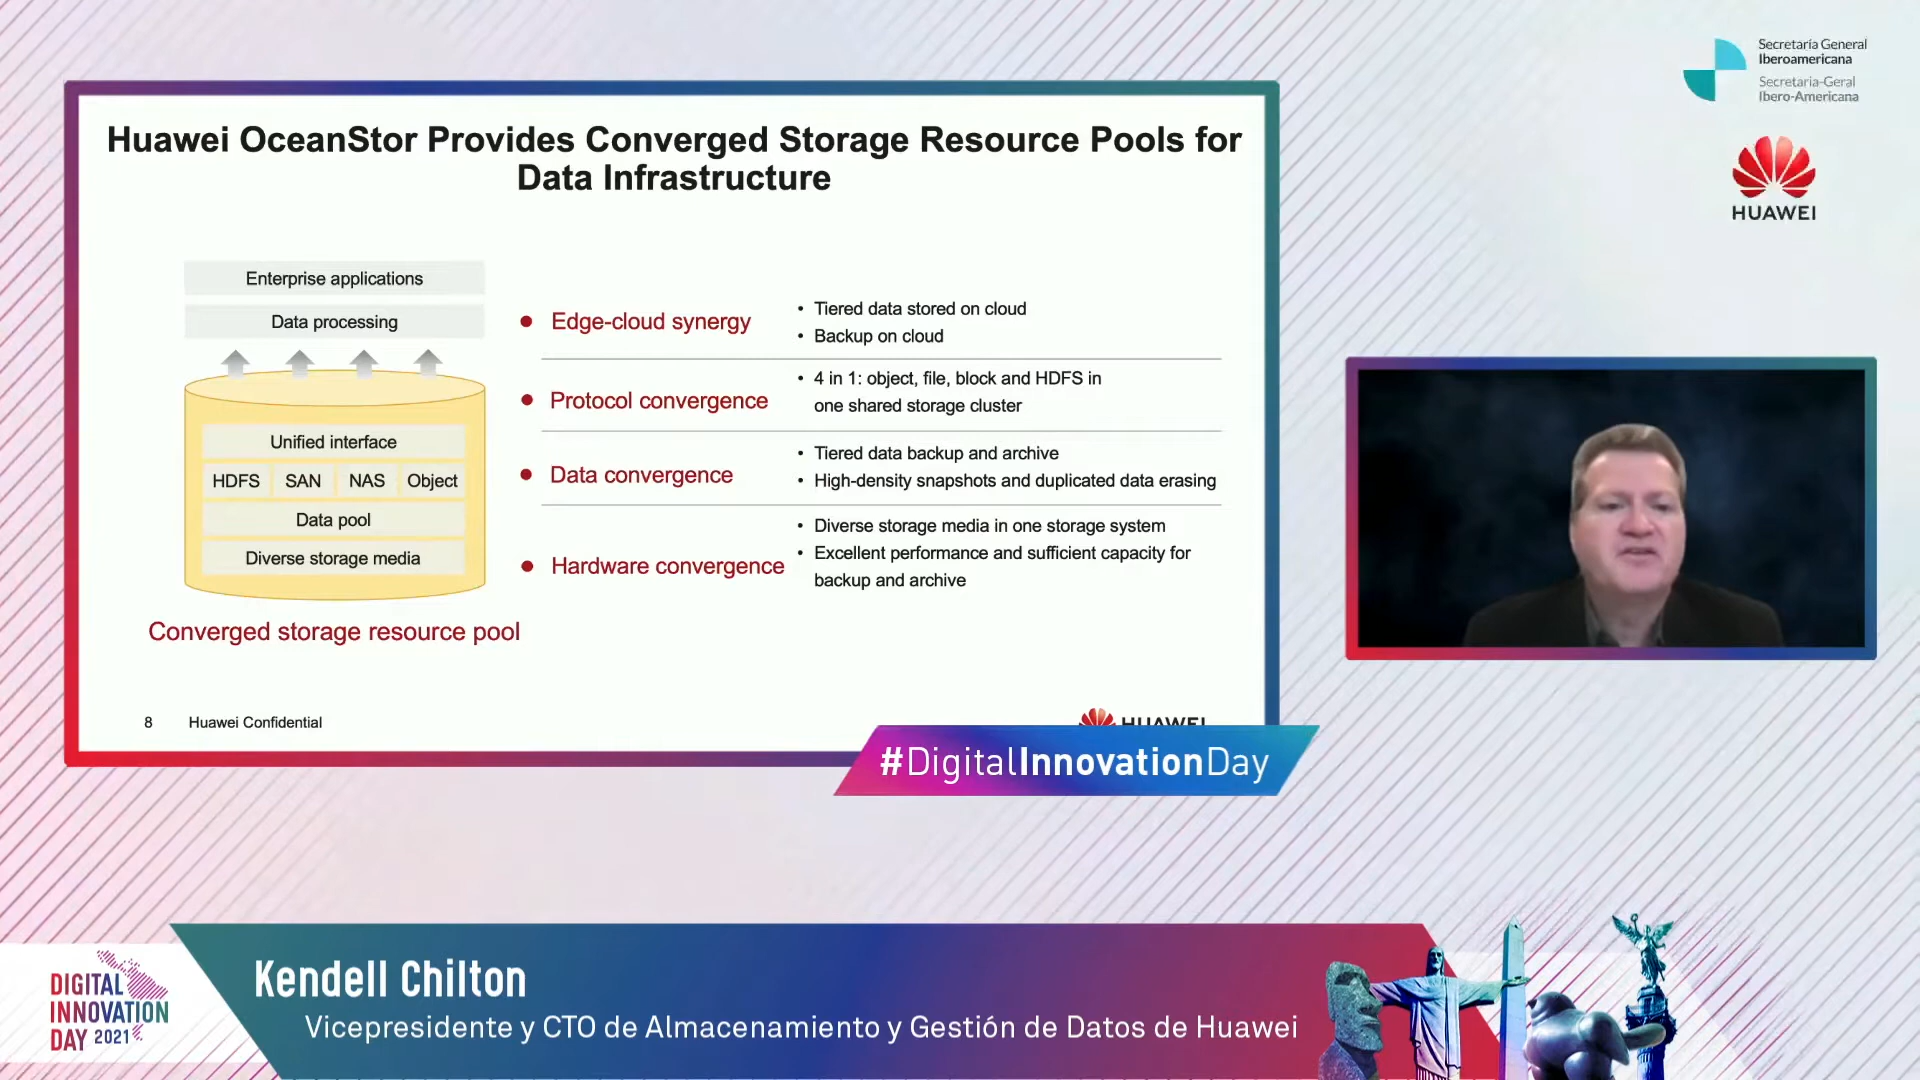 Secretaría General
Iberoamericana
Secretaria-Geral
Ibero-Americana
HUAWEI
Huawei OceanStor Provides Converged Storage Resource Pools for
Data Infrastructure
Enterprise applications
Data processing
Unified interface
HDFS SAN NAS Object
Data pool
Diverse storage media
Converged storage resource pool
• Edge-cloud synergy
• Tiered data stored on cloud
• Backup on cloud
• Protocol convergence
• 4 in 1: object, file, block and HDFS in
one shared storage cluster
• Data convergence
• Tiered data backup and archive
• High-density snapshots and duplicated data erasing
• Hardware convergence
• Diverse storage media in one storage system
• Excellent performance and sufficient capacity for
backup and archive
8 Huawei Confidential
HUAWEI
#DigitalInnovationDay
DIGITAL
INNOVATION
DAY 2021
Kendell Chilton
Vicepresidente y CTO de Almacenamiento y Gestión de Datos de Huawei